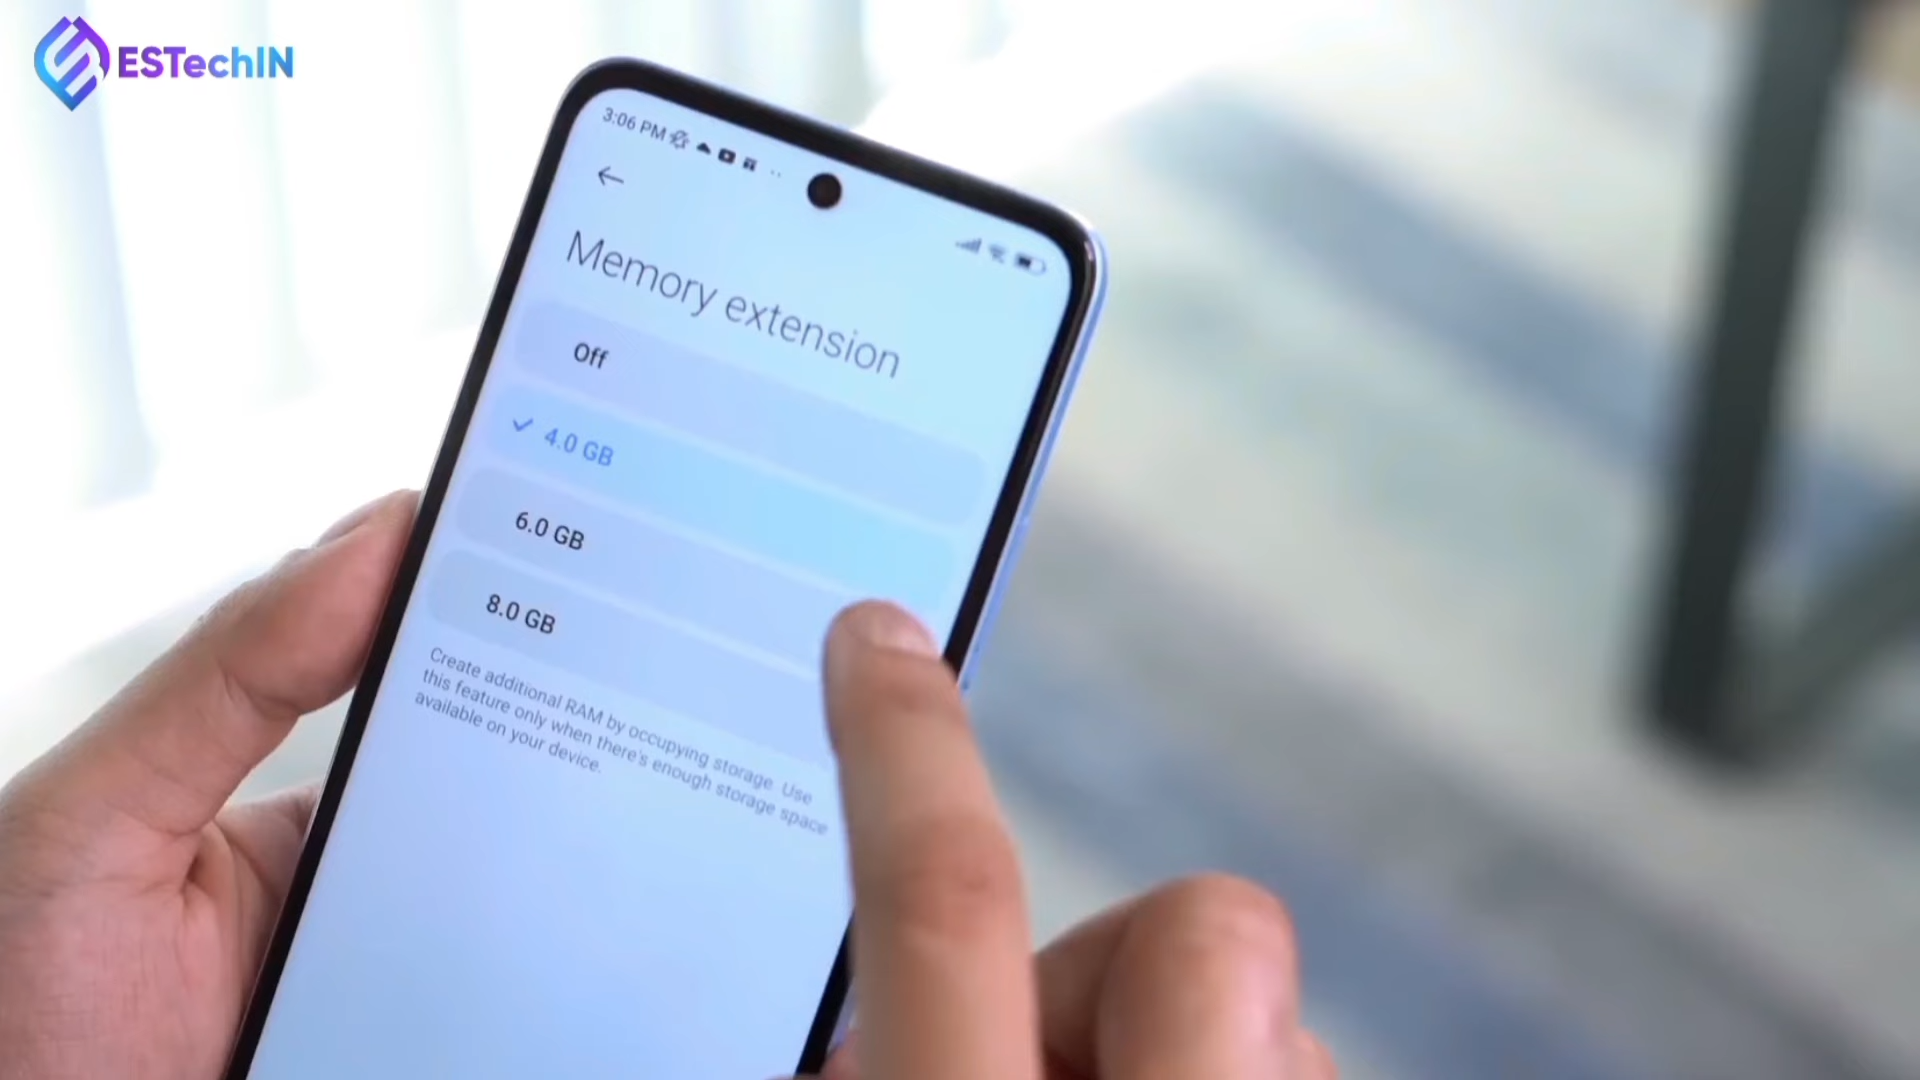 ESTechIN
3:06 PM
Memory extension
Off
4.0 GB
6.0 GB
8.0 GB
Create additional RAM by occupying storage. Use
this feature only when there's enough storage space
available on your device.